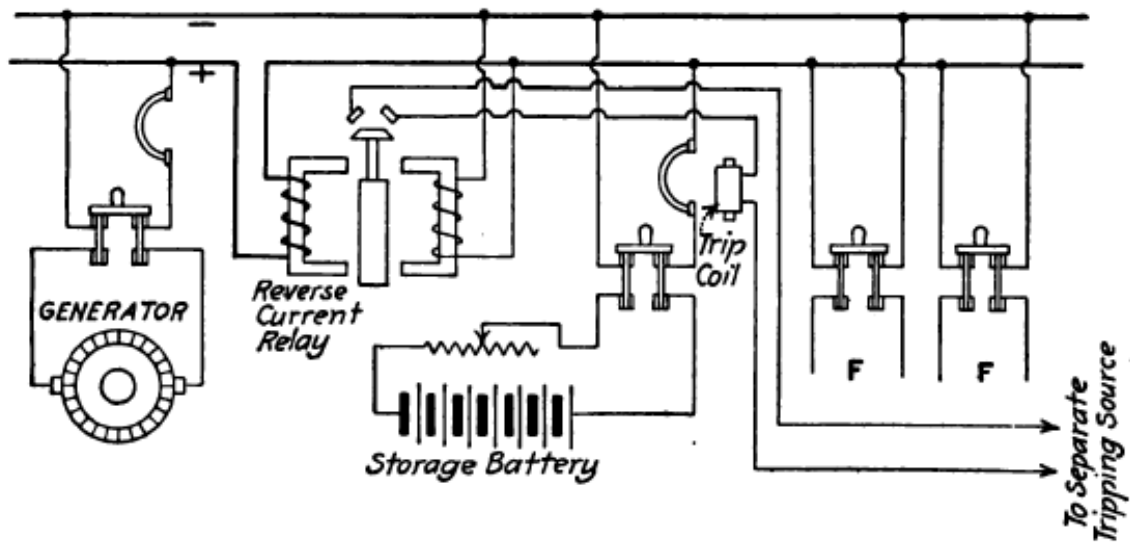 −
+
GENERATOR
Reverse
Current
Relay
Trip
Coil
Storage Battery
F
F
To Separate
Tripping Source